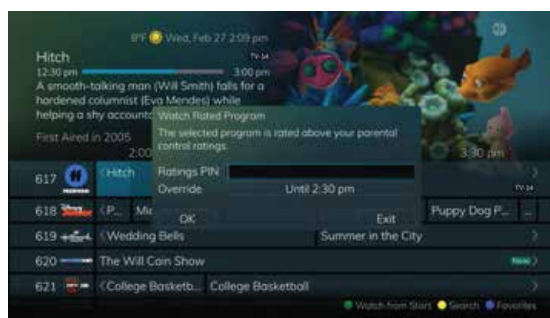 8°F Wed, Feb 27 2:09 pm
Hitch TV-14
12:30 pm 3:00 pm
A smooth-talking man (Will Smith) falls for a
hardened columnist (Eva Mendes) while
helping a shy accounta
First Aired in 2005
2:00 3:30 pm
Watch Rated Program
The selected program is rated above your parental
control ratings.
Ratings PIN
Override Until 2:30 pm
OK Exit
617 Hitch TV-14
618 P... Mi Puppy Dog P... ...
619 Wedding Bells Summer in the City
620 The Will Cain Show New
621 College Basketb... College Basketball
Watch from Start Search Favorites